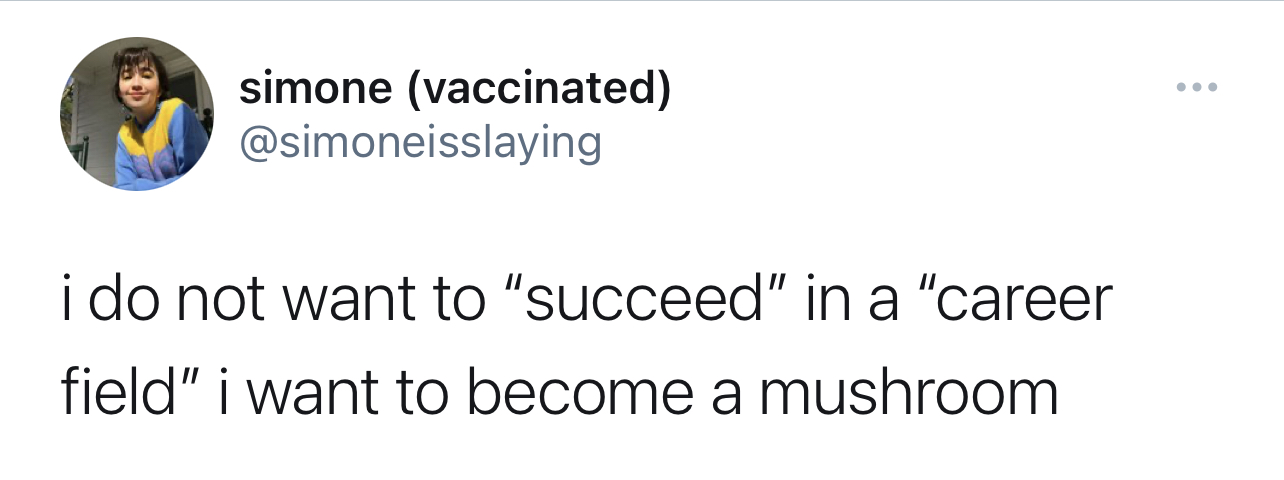 simone (vaccinated)
@simoneisslaying
i do not want to “succeed” in a “career
field” i want to become a mushroom